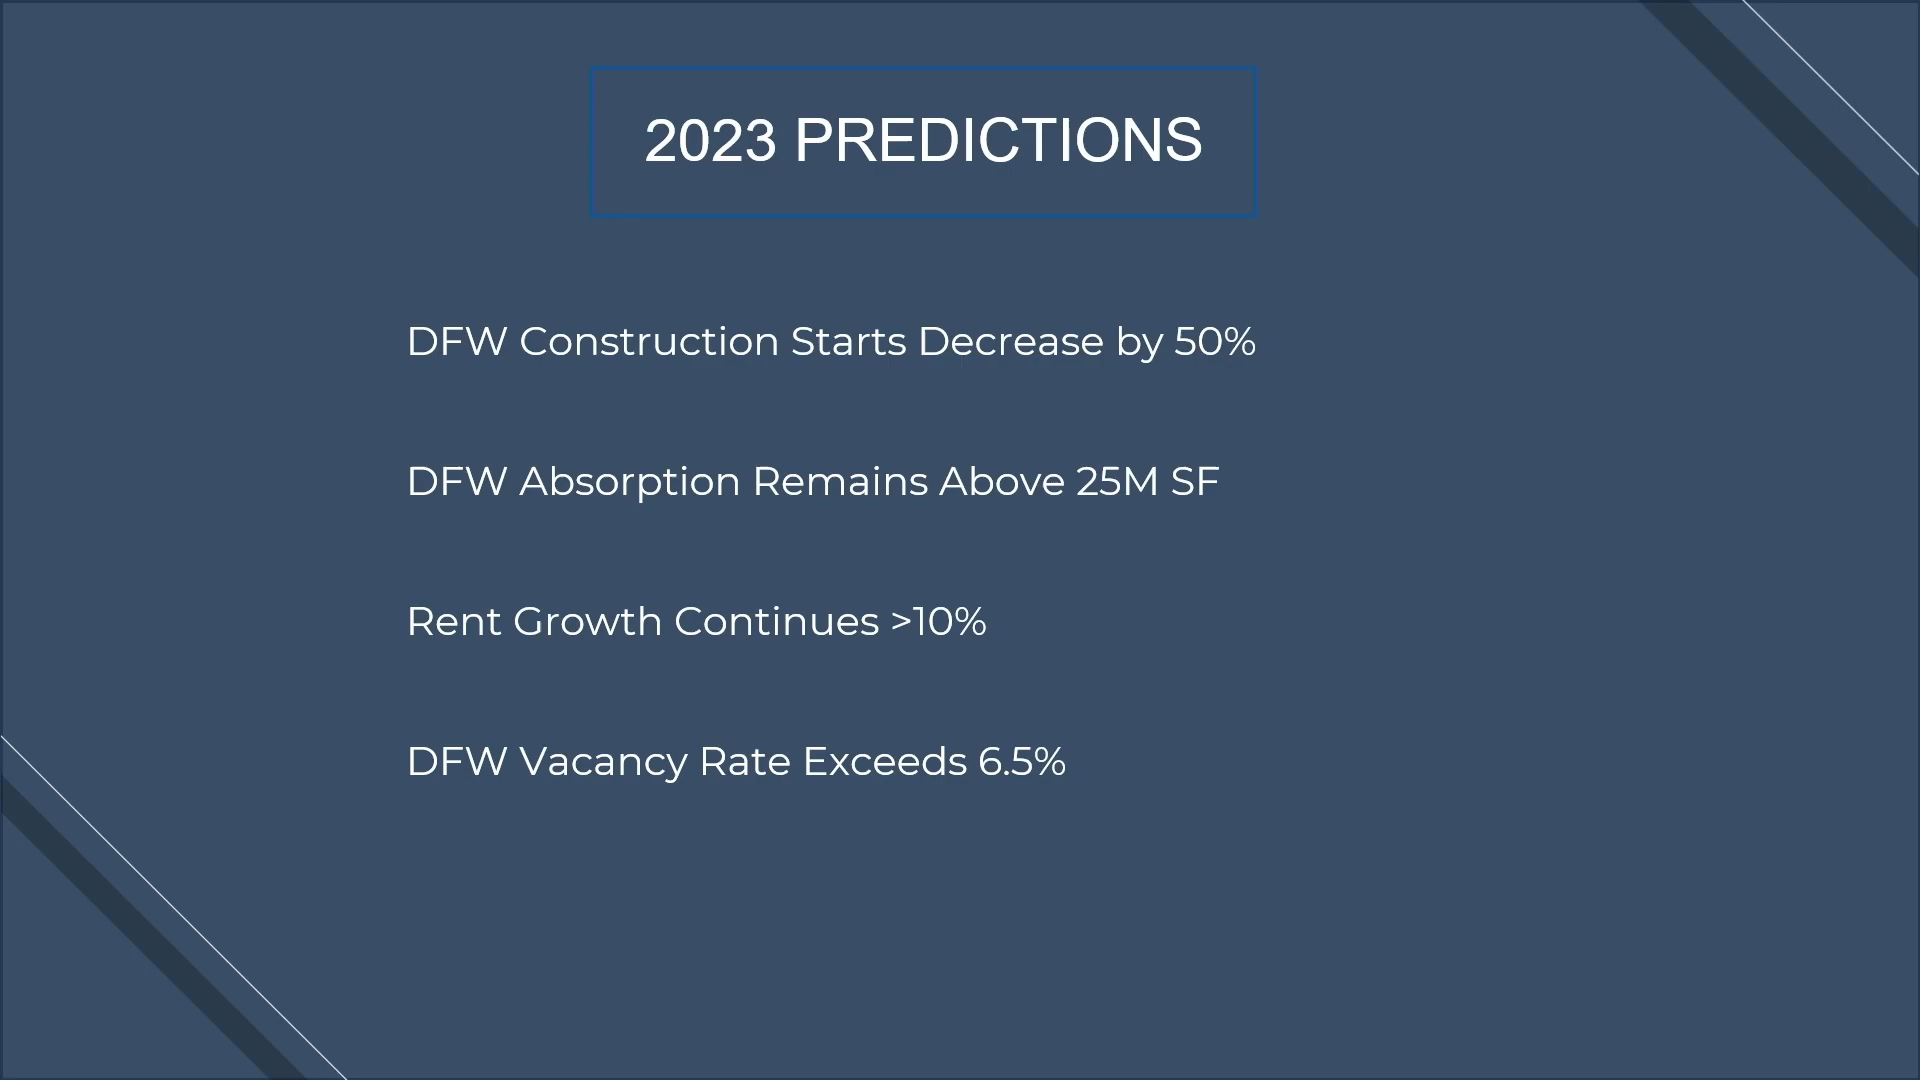 2023 PREDICTIONS
DFW Construction Starts Decrease by 50%
DFW Absorption Remains Above 25M SF
Rent Growth Continues >10%
DFW Vacancy Rate Exceeds 6.5%